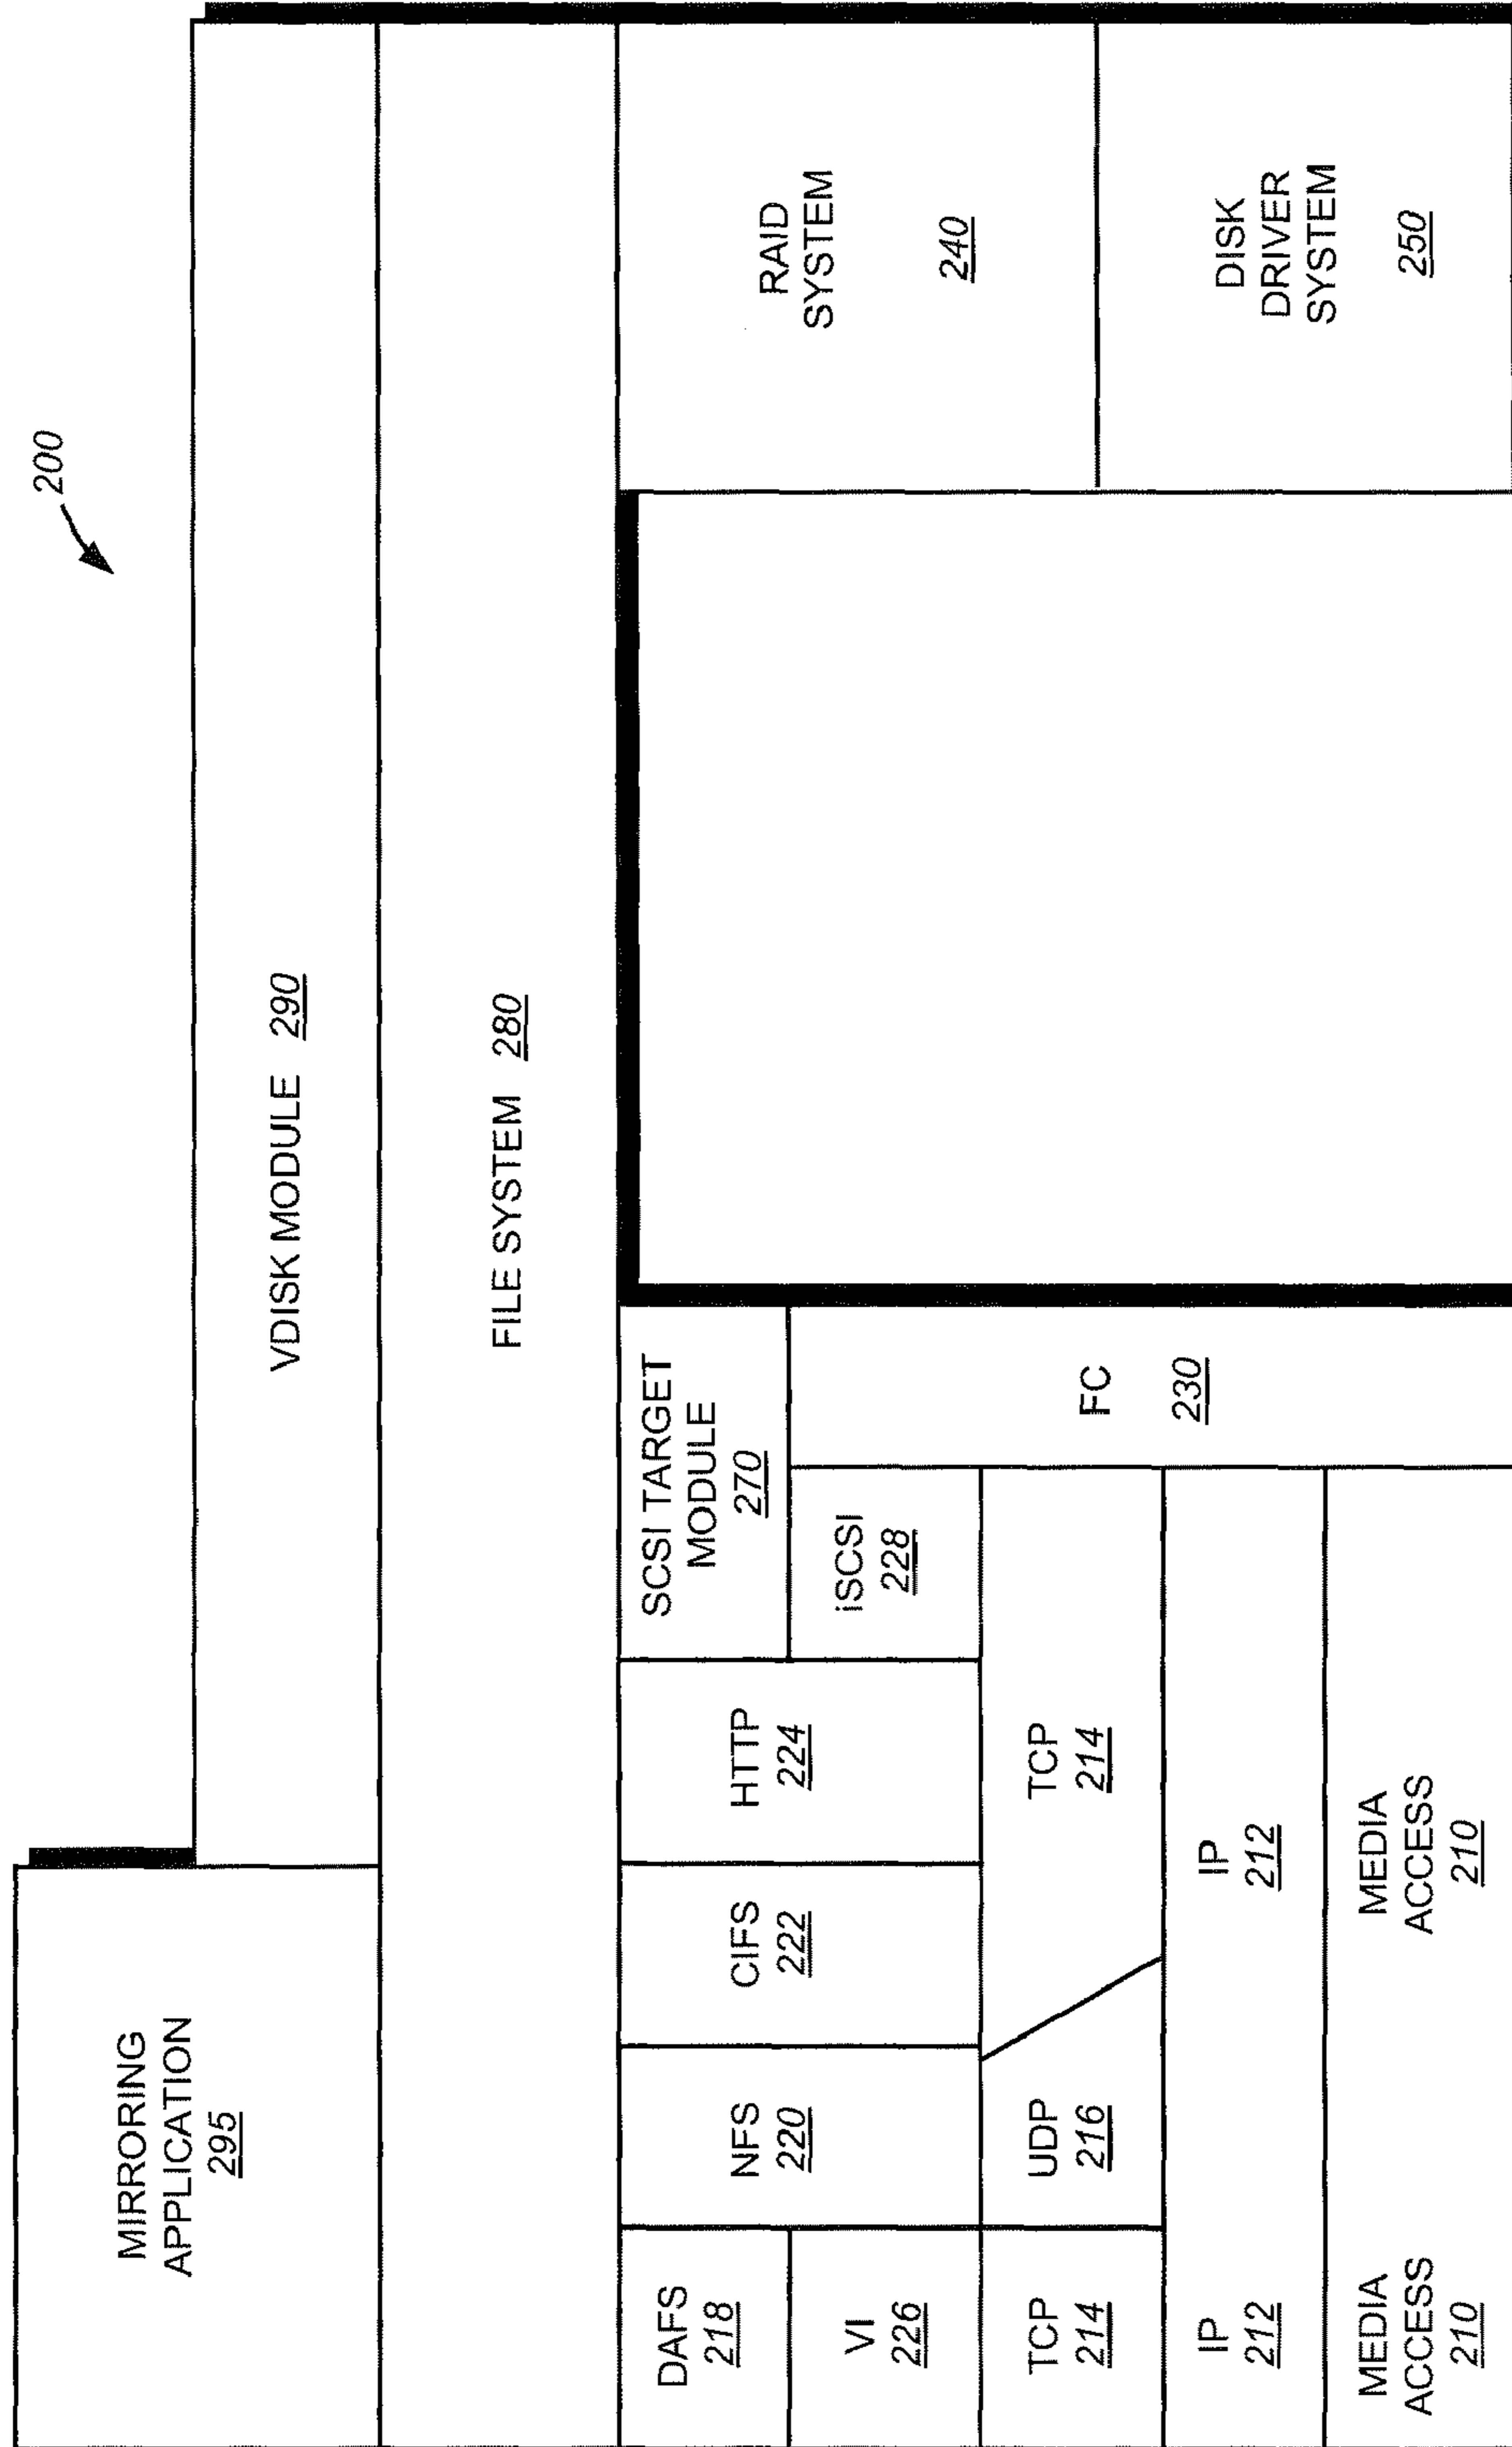 200
MIRRORING
APPLICATION
295
VDISK MODULE 290
FILE SYSTEM 280
DAFS
218
VI
226
TCP
214
IP
212
MEDIA
ACCESS
210
NFS
220
UDP
216
CIFS
222
HTTP
224
TCP
214
IP
212
MEDIA
ACCESS
210
SCSI TARGET
MODULE
270
iSCSI
228
FC
230
RAID
SYSTEM
240
DISK
DRIVER
SYSTEM
250